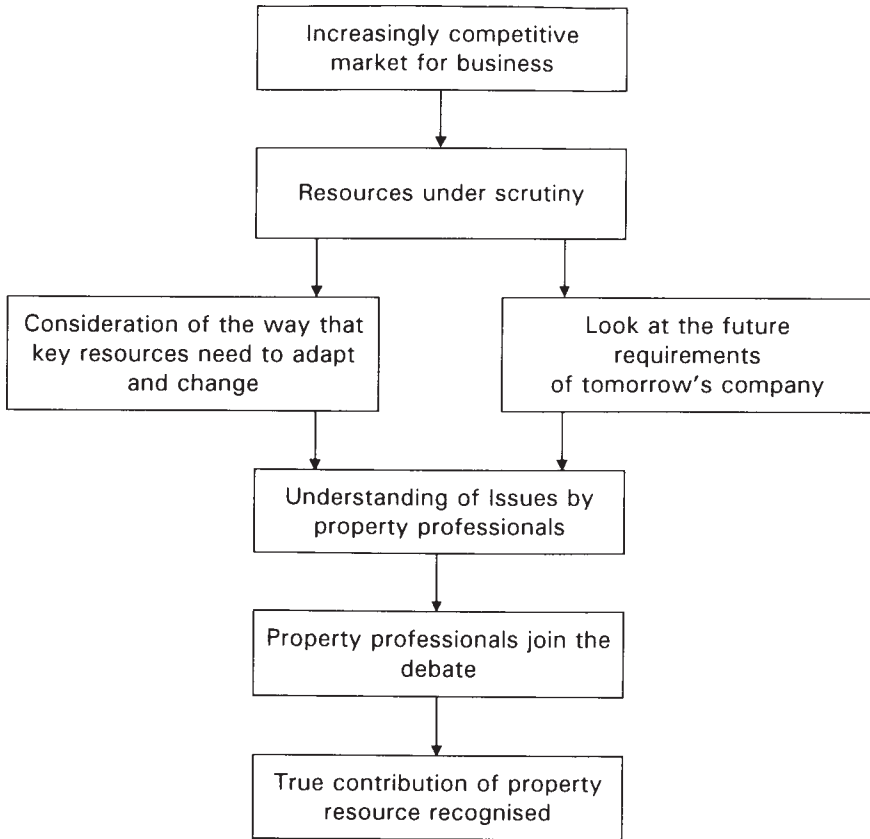 Increasingly competitive
market for business
Resources under scrutiny
Consideration of the way that
key resources need to adapt
and change
Look at the future
requirements
of tomorrow's company
Understanding of Issues by
property professionals
Property professionals join the
debate
True contribution of property
resource recognised